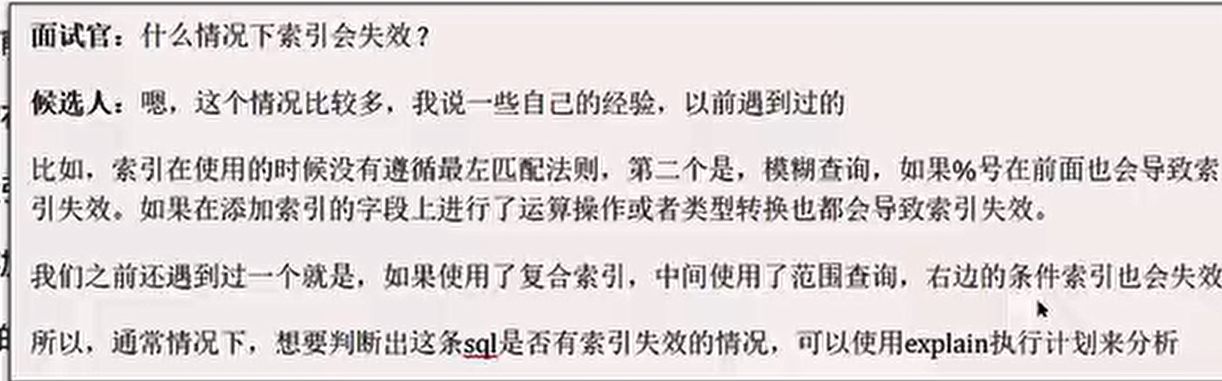 面试官：什么情况下索引会失效？
候选人：嗯，这个情况比较多，我说一些自己的经验，以前遇到过的
比如，索引在使用的时候没有遵循最左匹配法则，第二个是，模糊查询，如果%号在前面也会导致索
引失效。如果在添加索引的字段上进行了运算操作或者类型转换也都会导致索引失效。
我们之前还遇到过一个就是，如果使用了复合索引，中间使用了范围查询，右边的条件索引也会失效
所以，通常情况下，想要判断出这条sql是否有索引失效的情况，可以使用explain执行计划来分析